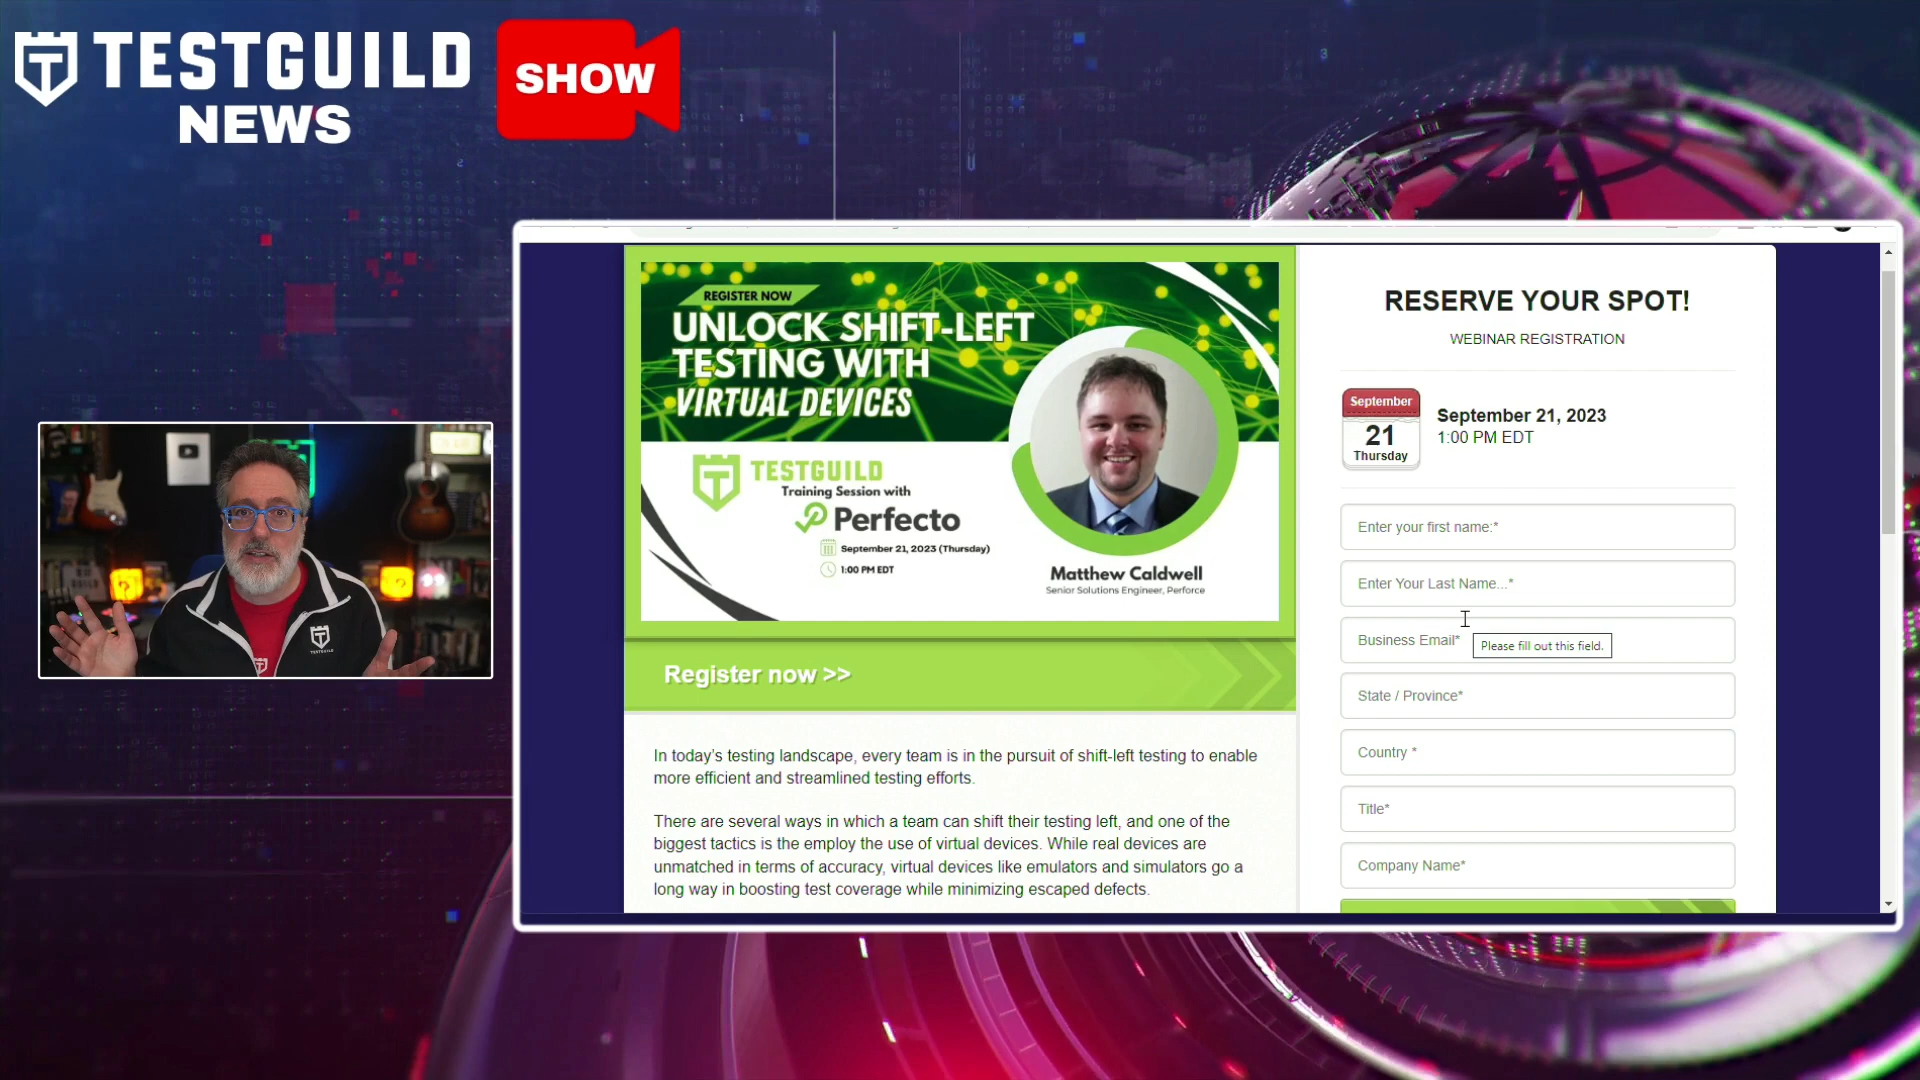 TESTGUILD
NEWS
SHOW
REGISTER NOW
UNLOCK SHIFT-LEFT
TESTING WITH
VIRTUAL DEVICES
TESTGUILD
Training Session with
Perfecto
September 21, 2023 (Thursday)
1:00 PM EDT
Matthew Caldwell
Senior Solutions Engineer, Perforce
Register now >>
In today's testing landscape, every team is in the pursuit of shift-left testing to enable
more efficient and streamlined testing efforts.
There are several ways in which a team can shift their testing left, and one of the
biggest tactics is the employ the use of virtual devices. While real devices are
unmatched in terms of accuracy, virtual devices like emulators and simulators go a
long way in boosting test coverage while minimizing escaped defects.
RESERVE YOUR SPOT!
WEBINAR REGISTRATION
September
21
Thursday
September 21, 2023
1:00 PM EDT
Enter your first name:*
Enter Your Last Name...*
Business Email*
Please fill out this field.
State / Province*
Country *
Title*
Company Name*